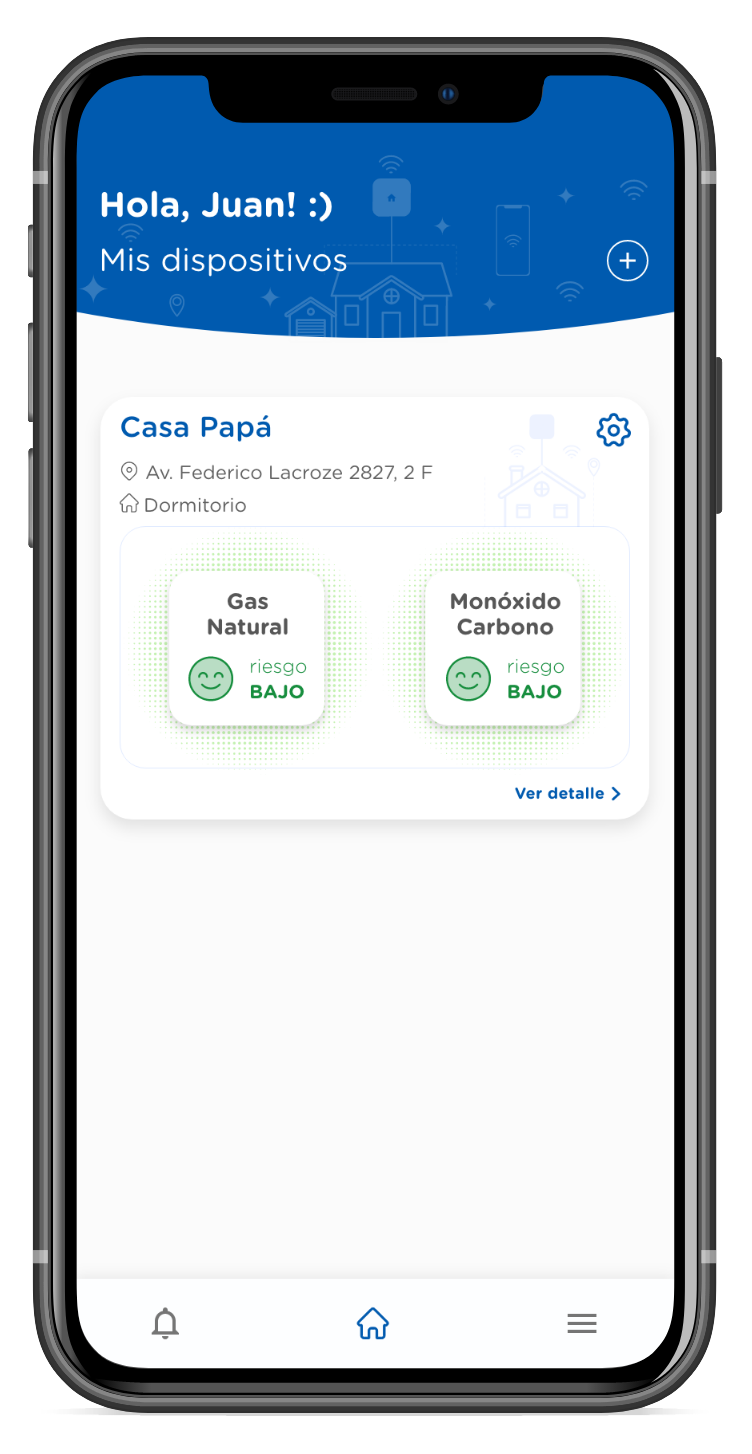 Hola, Juan! :)
Mis dispositivos
Casa Papá
Av. Federico Lacroze 2827, 2 F
Dormitorio
Gas
Natural
riesgo
BAJO
Monóxido
Carbono
riesgo
BAJO
Ver detalle